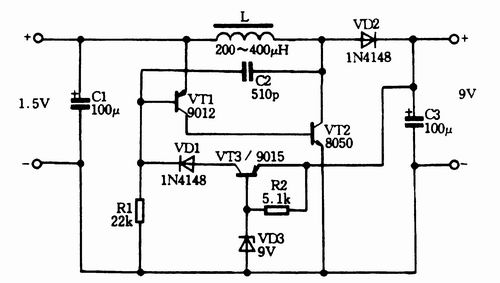 L
+
200~400μH
VD2
+
1N4148
C2
510p
VT1
9012
+
C1
100μ
1.5V
VT2
8050
+
C3
100μ
9V
−
VD1
1N4148
VT3 / 9015
−
R2
5.1k
R1
22k
VD3
9V